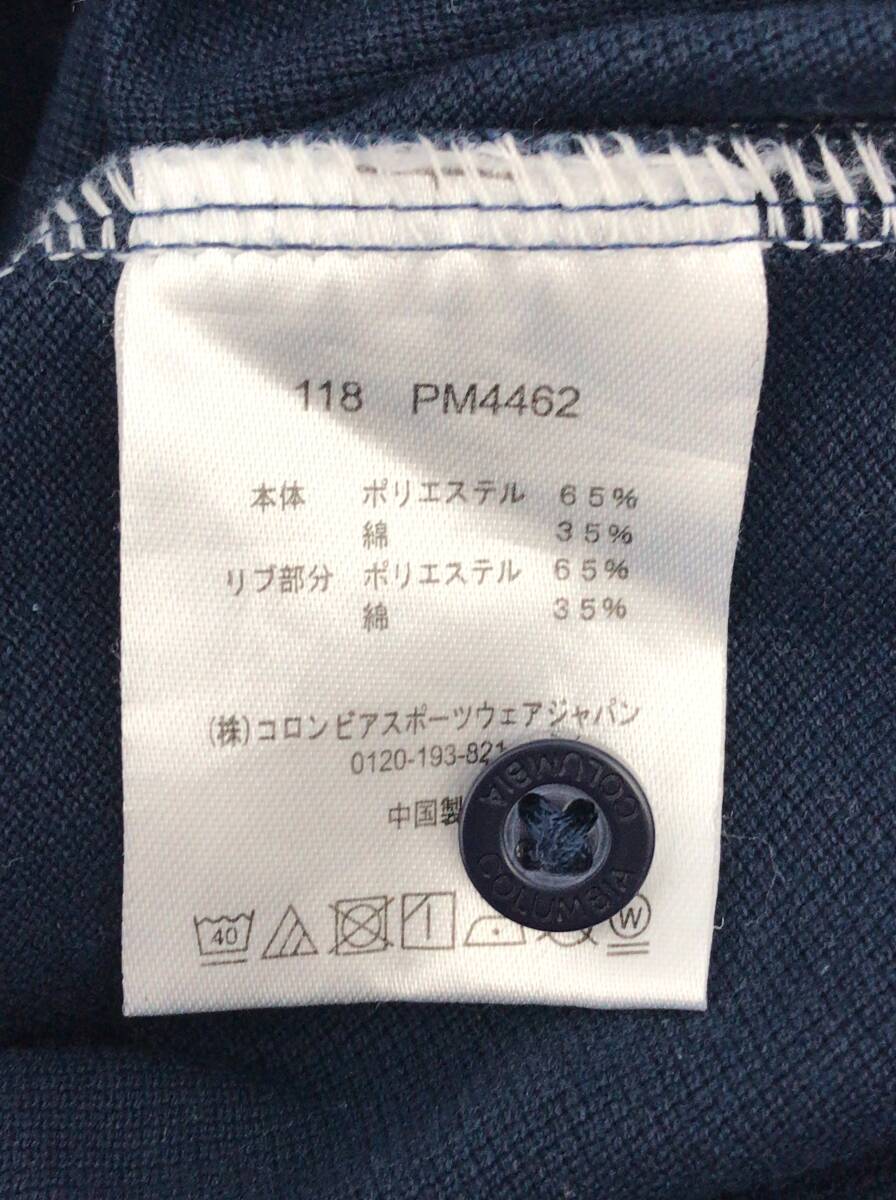 118 PM4462
本体 ポリエステル 65%
綿 35%
リブ部分 ポリエステル 65%
綿 35%
(株)コロンビアスポーツウェアジャパン
0120-193-821
中国製
COLUMBIA
COLUMBIA
40
W